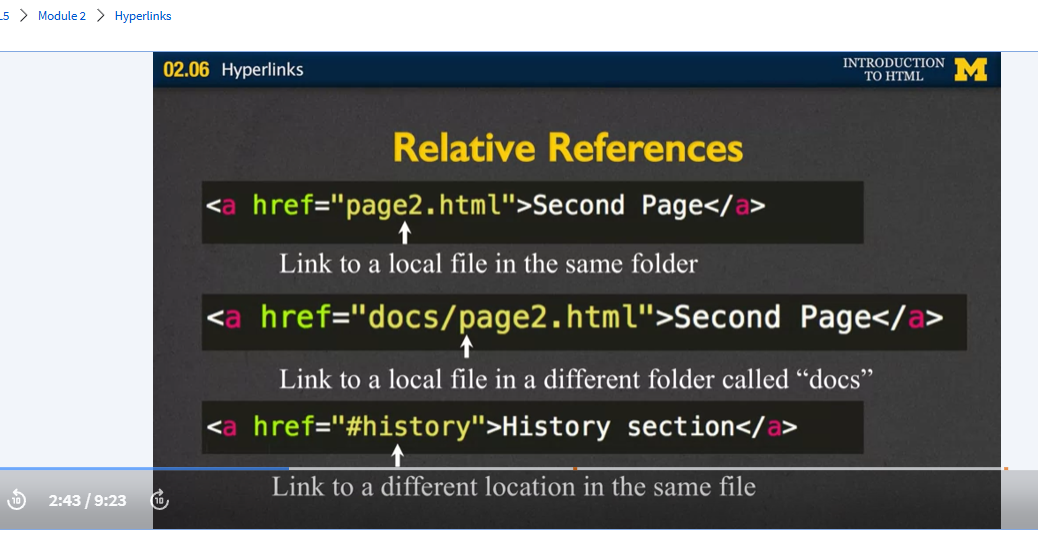 .5 > Module 2 > Hyperlinks
02.06 Hyperlinks
INTRODUCTION
TO HTML
M
Relative References
<a href="page2.html">Second Page</a>
Link to a local file in the same folder
<a href="docs/page2.html">Second Page</a>
Link to a local file in a different folder called “docs”
<a href="#history">History section</a>
Link to a different location in the same file
10 2:43 / 9:23 10